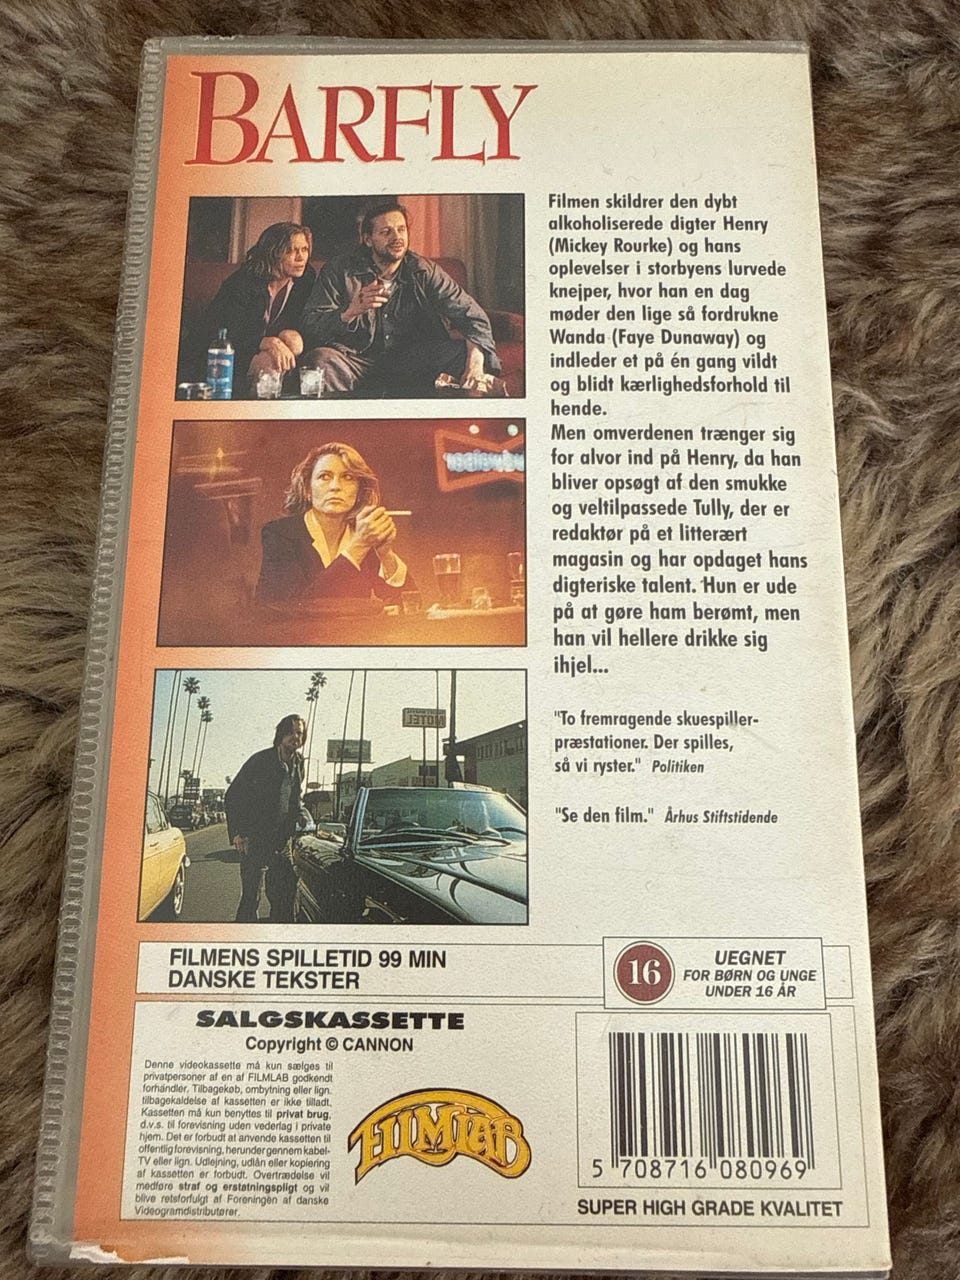 BARFLY
Filmen skildrer den dybt
alkoholiserede digter Henry
(Mickey Rourke) og hans
oplevelser i storbyens lurvede
knejper, hvor han en dag
møder den lige så fordrukne
Wanda (Faye Dunaway) og
indleder et på én gang vildt
og blidt kærlighedsforhold til
hende.
Men omverdenen trænger sig
for alvor ind på Henry, da han
bliver opsøgt af den smukke
og veltilpassede Tully, der er
redaktør på et litterært
magasin og har opdaget hans
digteriske talent. Hun er ude
på at gøre ham berømt, men
han vil hellere drikke sig
ihjel...
"To fremragende skuespiller-
præstationer. Der spilles,
så vi ryster." Politiken
"Se den film." Århus Stiftstidende
MOTEL
FILMENS SPILLETID 99 MIN
DANSKE TEKSTER
16
UEGNET
FOR BØRN OG UNGE
UNDER 16 ÅR
SALGSKASSETTE
Copyright © CANNON
Denne videokassette må kun sælges til
privatpersoner af en af FILMLAB godkendt
forhandler. Tilbagekøb, ombytning eller lign.
tilbagekaldelse af kassetten er ikke tilladt.
Kassetten må kun benyttes til privat brug,
d.v.s. til forevisning uden vederlag i private
hjem. Det er forbudt at anvende kassetten til
offentlig forevisning, herunder gennem kabel-
TV eller lign. Udlejning, udlån eller kopiering
af kassetten er forbudt. Overtrædelse vil
medføre straf og erstatningspligt og vil
blive retsforfulgt af Foreningen af danske
Videogramdistributører.
FILMLAB
5 708716 080969
SUPER HIGH GRADE KVALITET